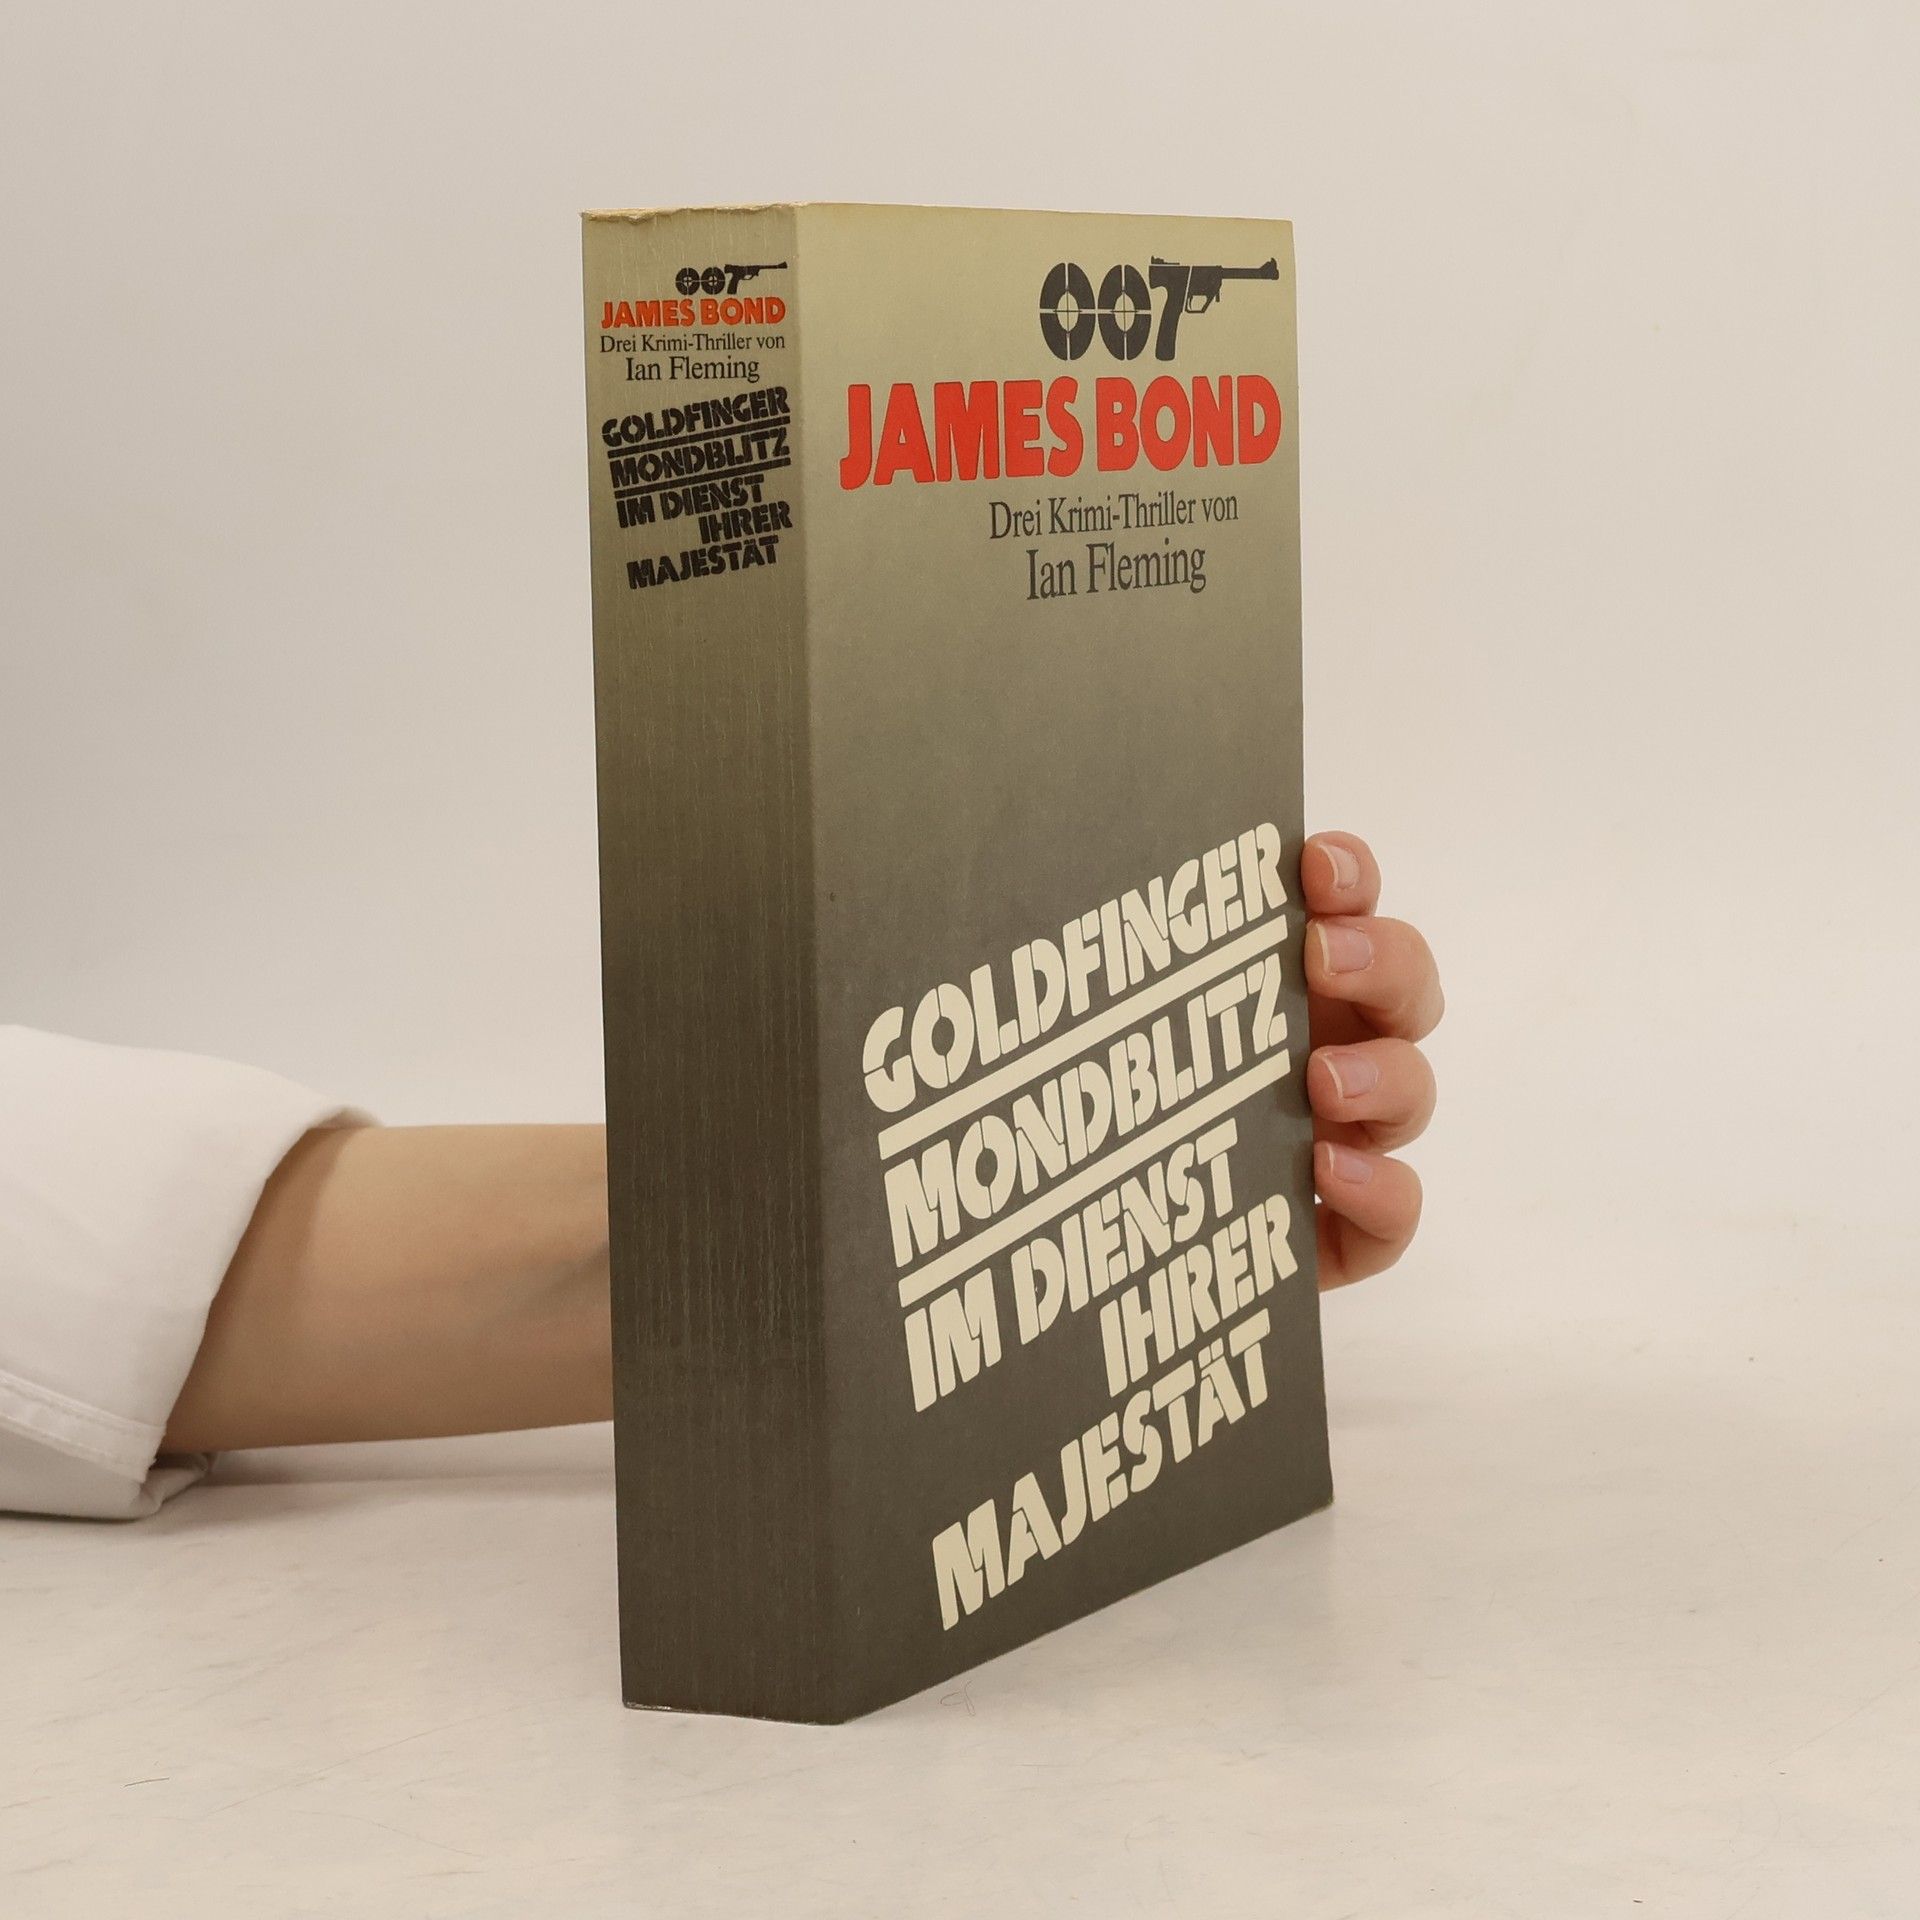 007
JAMES BOND
Drei Krimi-Thriller von
Ian Fleming
GOLDFINGER
MONDBLITZ
IM DIENST
IHRER
MAJESTÄT
007
JAMES BOND
Drei Krimi-Thriller von
Ian Fleming
GOLDFINGER
MONDBLITZ
IM DIENST
IHRER
MAJESTÄT